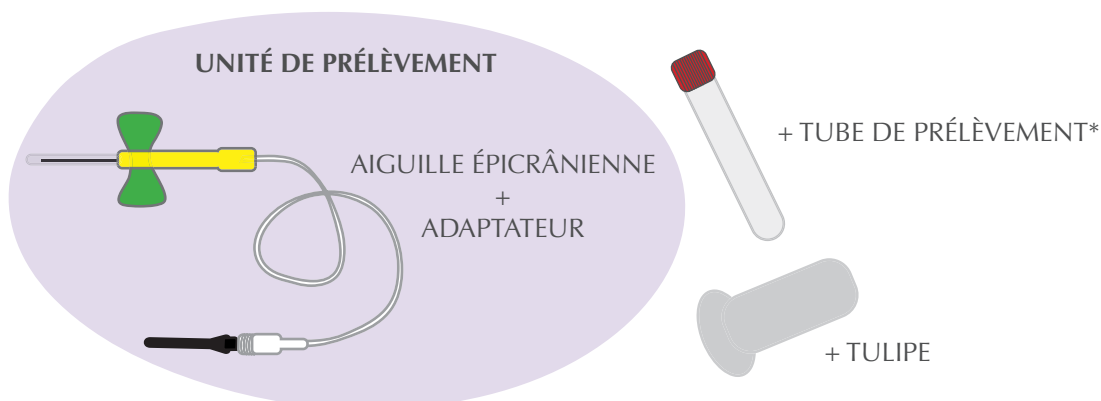 UNITÉ DE PRÉLÈVEMENT
AIGUILLE ÉPICRÂNIENNE
+
ADAPTATEUR
+ TUBE DE PRÉLÈVEMENT*
+ TULIPE